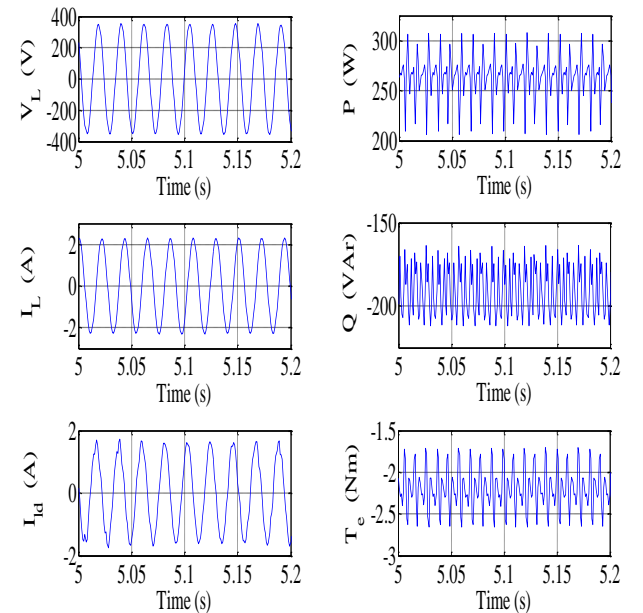 V_L (V)
400
200
0
-200
-400
5 5.05 5.1 5.15 5.2
Time (s)
P (W)
300
250
200
5 5.05 5.1 5.15 5.2
Time (s)
I_L (A)
2
0
-2
5 5.05 5.1 5.15 5.2
Time (s)
Q (VAr)
-150
-200
5 5.05 5.1 5.15 5.2
Time (s)
I_ld (A)
2
0
-2
5 5.05 5.1 5.15 5.2
Time (s)
T_e (Nm)
-1.5
-2
-2.5
-3
5 5.05 5.1 5.15 5.2
Time (s)